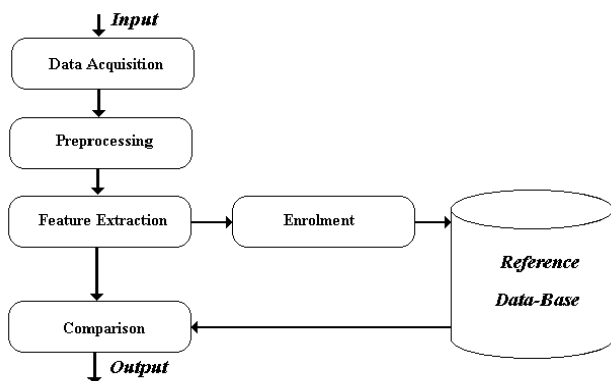 Input
Data Acquisition
Preprocessing
Feature Extraction
Enrolment
Reference
Data-Base
Comparison
Output